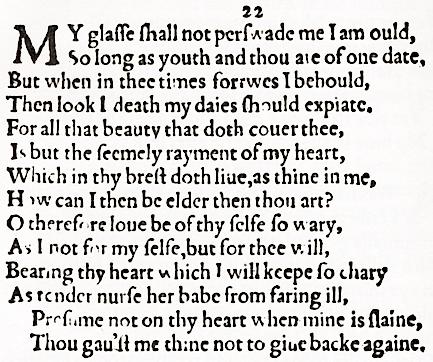 22
MY glaſſe ſhall not perſwade me I am ould,
So long as youth and thou are of one date,
But when in thee times forrwes I behould,
Then look I death my daies ſhould expiate.
For all that beauty that doth couer thee,
Is but the ſeemely rayment of my heart,
Which in thy breſt doth liue, as thine in me,
How can I then be elder then thou art?
O therefore loue be of thy ſelfe ſo wary,
As I not for my ſelfe, but for thee will,
Bearing thy heart which I will keepe ſo chary
As tender nurſe her babe from faring ill,
Preſume not on thy heart when mine is ſlaine,
Thou gau'ſt me thine not to giue backe againe.